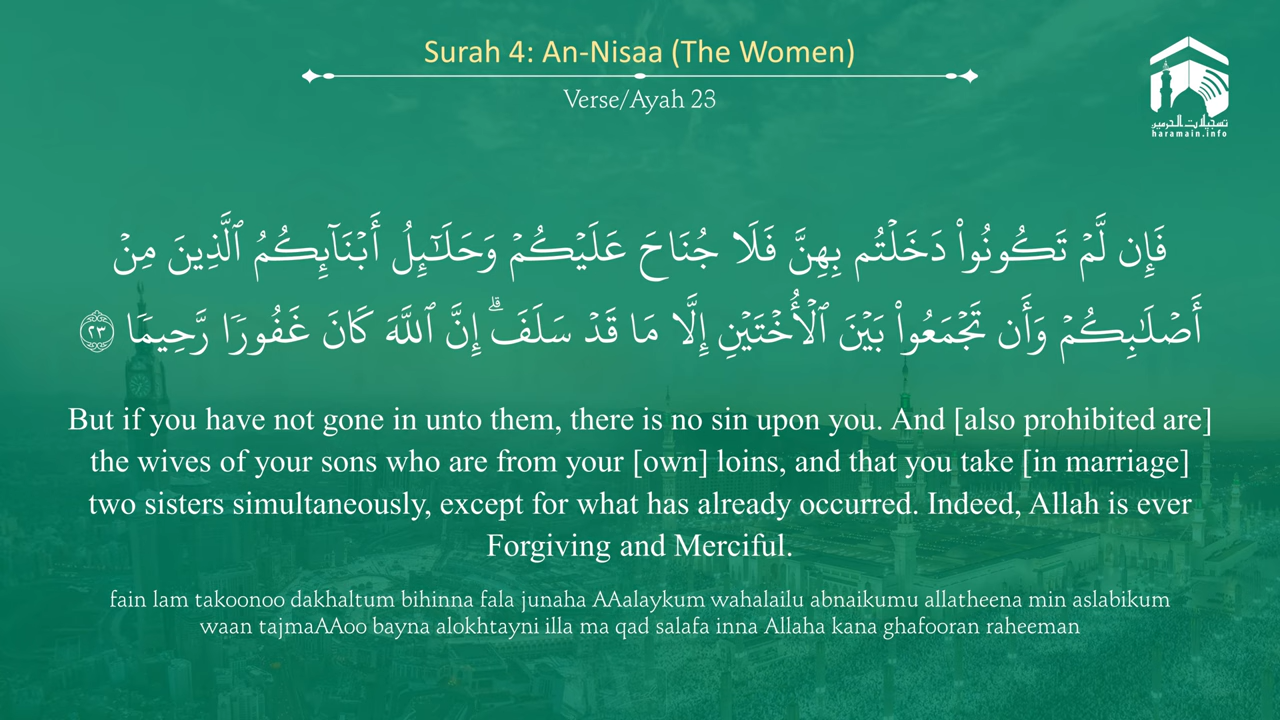 Surah 4: An-Nisaa (The Women)
Verse/Ayah 23
تسجيلات الحرمين
haramain.info
فَإِن لَّمۡ تَكُونُواْ دَخَلۡتُم بِهِنَّ فَلَا جُنَاحَ عَلَيۡكُمۡ وَحَلَٰٓئِلُ أَبۡنَآئِكُمُ ٱلَّذِينَ مِنۡ
أَصۡلَٰبِكُمۡ وَأَن تَجۡمَعُواْ بَيۡنَ ٱلۡأُخۡتَيۡنِ إِلَّا مَا قَدۡ سَلَفَۗ إِنَّ ٱللَّهَ كَانَ غَفُورٗا رَّحِيمٗا ٢٣
But if you have not gone in unto them, there is no sin upon you. And [also prohibited are]
the wives of your sons who are from your [own] loins, and that you take [in marriage]
two sisters simultaneously, except for what has already occurred. Indeed, Allah is ever
Forgiving and Merciful.
fain lam takoonoo dakhaltum bihinna fala junaha AAalaykum wahalailu abnaikumu allatheena min aslabikum
waan tajmaAAoo bayna alokhtayni illa ma qad salafa inna Allaha kana ghafooran raheeman